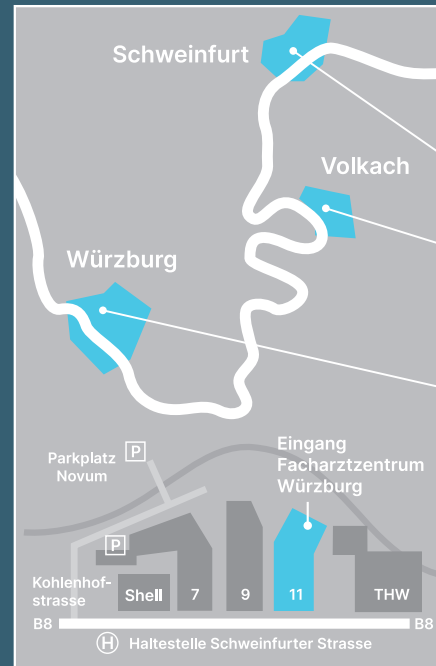 Schweinfurt
Volkach
Würzburg
Eingang
Facharztzentrum
Würzburg
Parkplatz
Novum
P
P
Kohlenhof-
strasse
Shell
7
9
11
THW
B8
B8
H
Haltestelle Schweinfurter Strasse